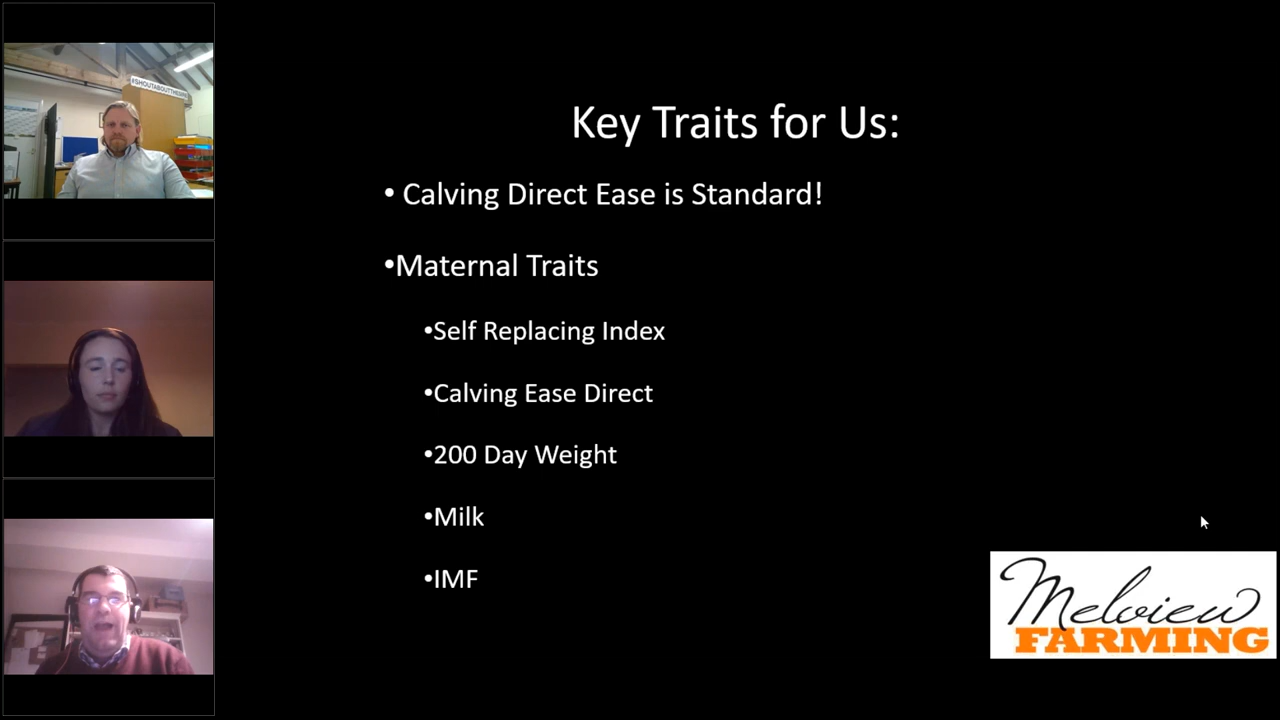 #SHOUTABOUTTHEDIRT
Key Traits for Us:
• Calving Direct Ease is Standard!
•Maternal Traits
•Self Replacing Index
•Calving Ease Direct
•200 Day Weight
•Milk
•IMF
Melview
FARMING